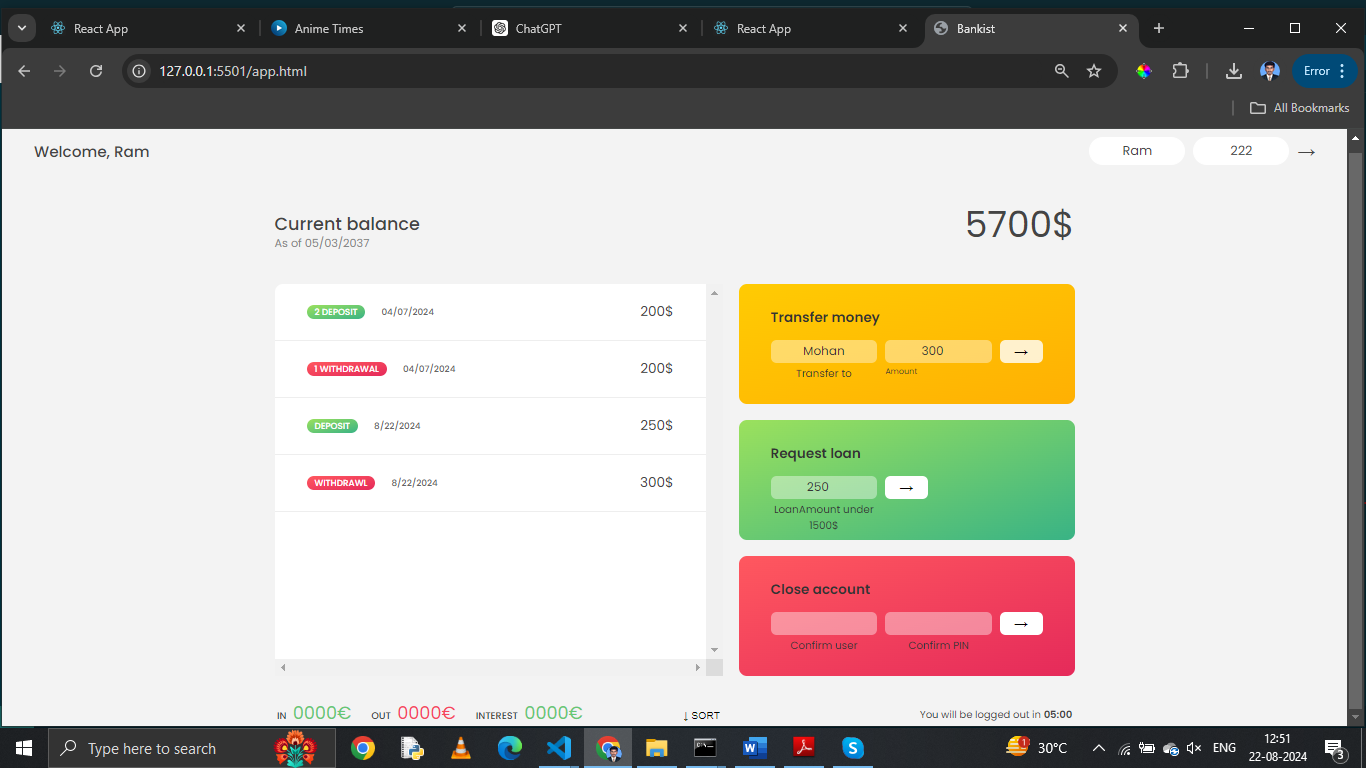 React App
Anime Times
ChatGPT
React App
Bankist
127.0.0.1:5501/app.html
Error
All Bookmarks
Welcome, Ram
Ram
222
→
Current balance
As of 05/03/2037
5700$
2 DEPOSIT 04/07/2024 200$
1 WITHDRAWAL 04/07/2024 200$
DEPOSIT 8/22/2024 250$
WITHDRAWL 8/22/2024 300$
Transfer money
Mohan 300 →
Transfer to Amount
Request loan
250 →
LoanAmount under
1500$
Close account
→
Confirm user Confirm PIN
IN 0000€ OUT 0000€ INTEREST 0000€ ↓ SORT
You will be logged out in 05:00
Type here to search
1
30°C
ENG
12:51
22-08-2024
3